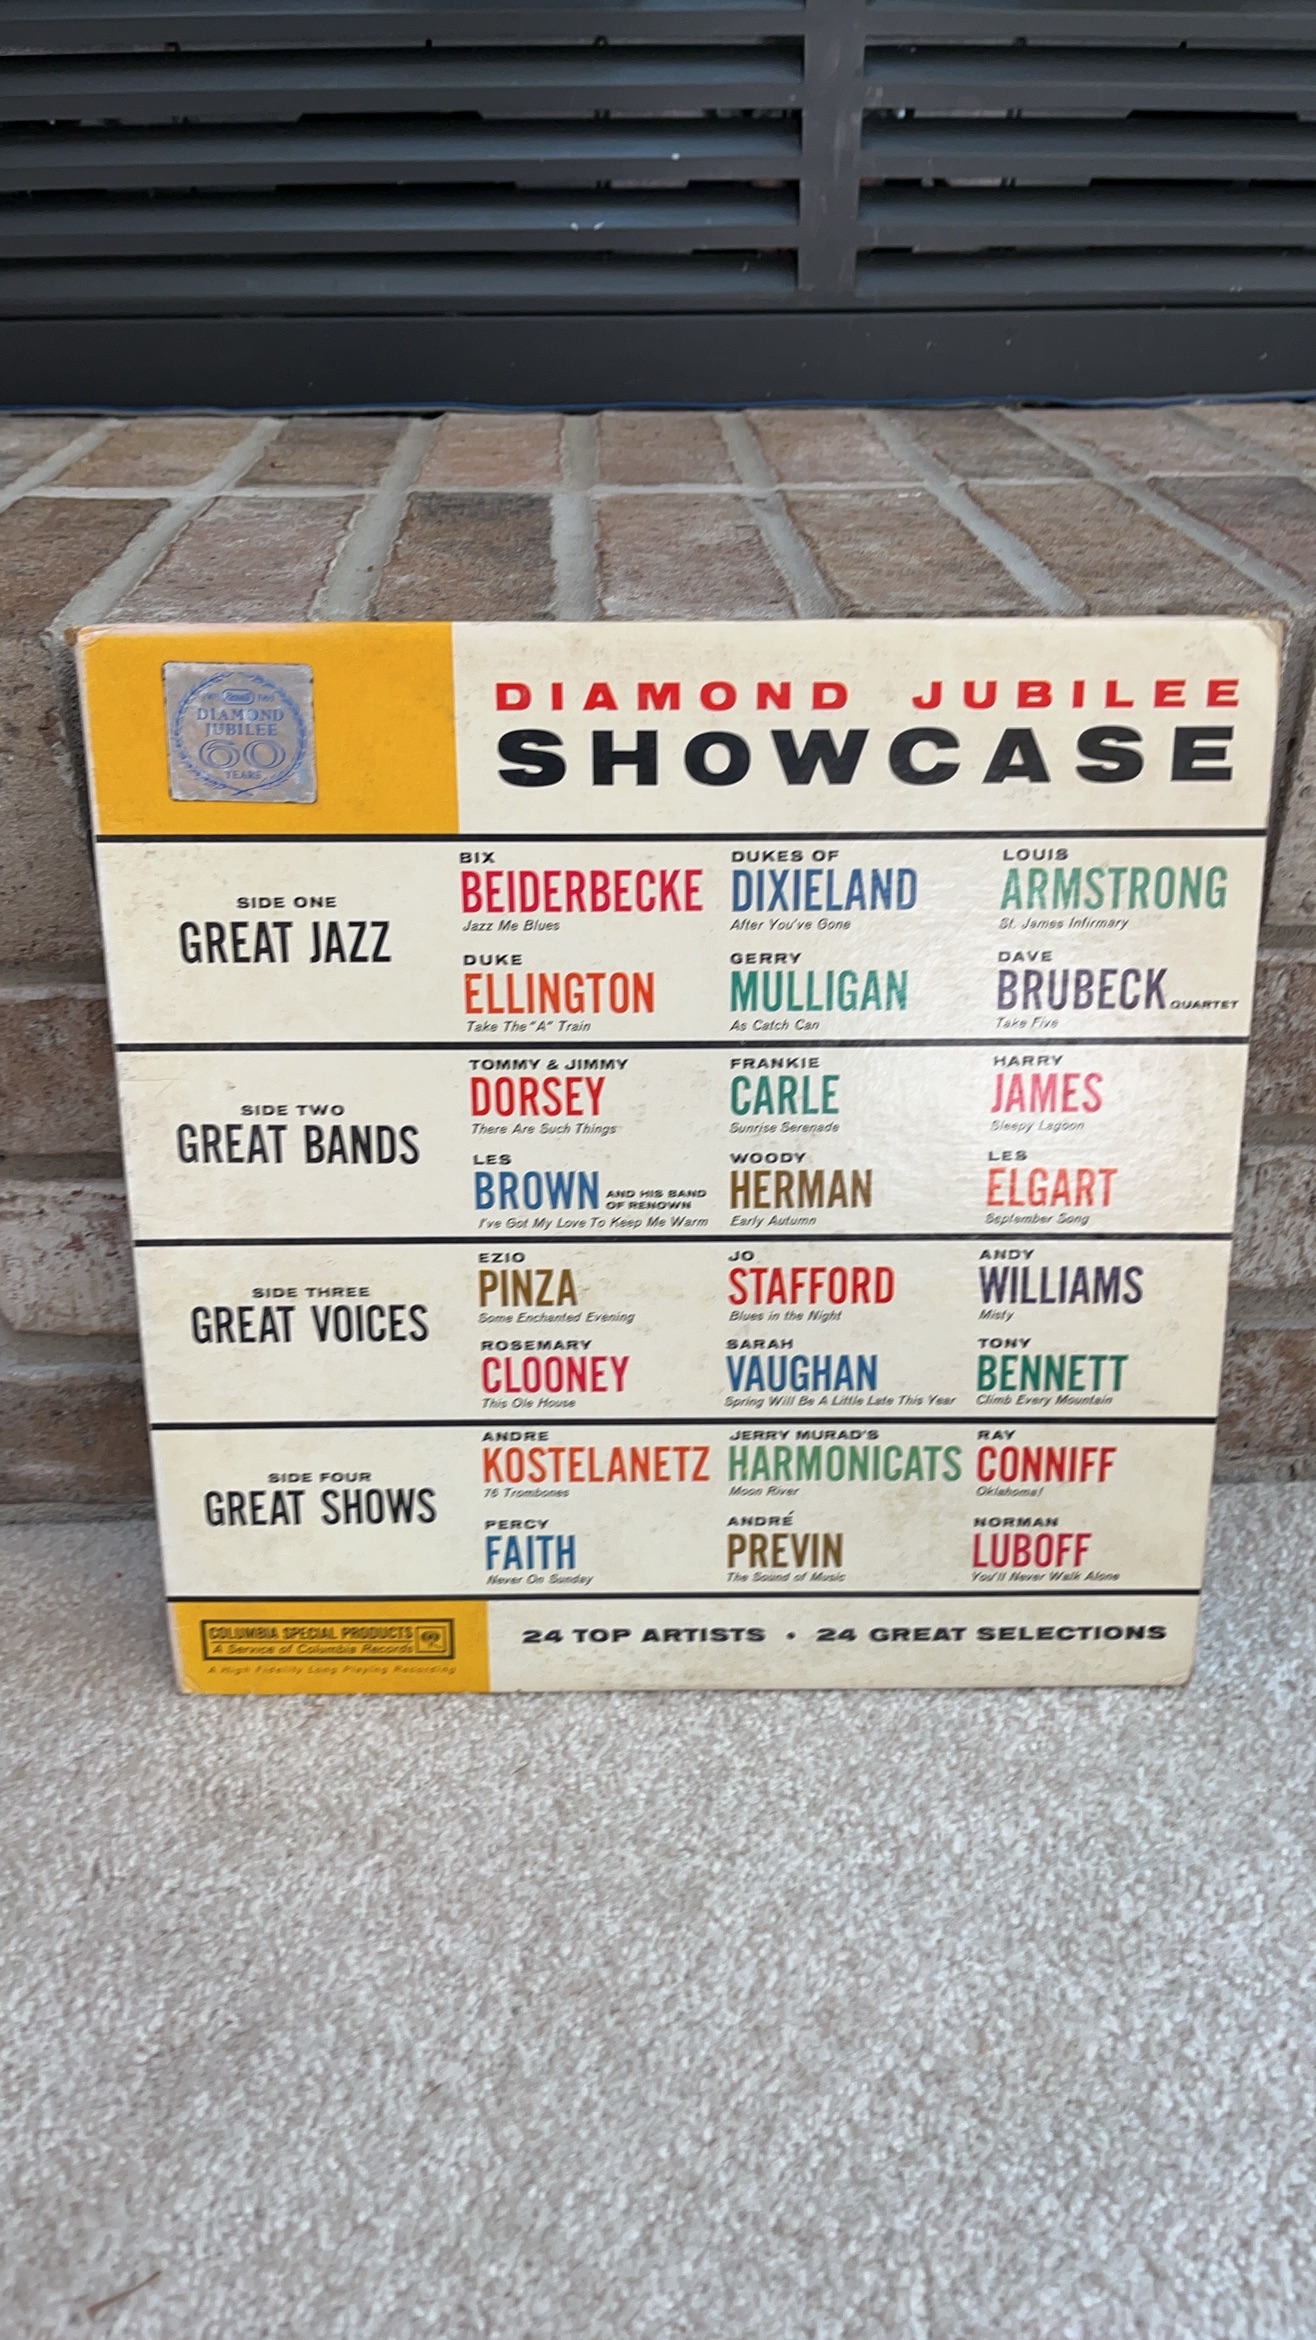 DIAMOND JUBILEE
SHOWCASE
DIAMOND
JUBILEE
60
YEARS
SIDE ONE
GREAT JAZZ
BIX
BEIDERBECKE
Jazz Me Blues
DUKES OF
DIXIELAND
After You've Gone
LOUIS
ARMSTRONG
St. James Infirmary
DUKE
ELLINGTON
Take The "A" Train
GERRY
MULLIGAN
As Catch Can
DAVE
BRUBECK QUARTET
Take Five
SIDE TWO
GREAT BANDS
TOMMY & JIMMY
DORSEY
There Are Such Things
FRANKIE
CARLE
Sunrise Serenade
HARRY
JAMES
Sleepy Lagoon
LES
BROWN AND HIS BAND
OF RENOWN
I've Got My Love To Keep Me Warm
WOODY
HERMAN
Early Autumn
LES
ELGART
September Song
SIDE THREE
GREAT VOICES
EZIO
PINZA
Some Enchanted Evening
JO
STAFFORD
Blues in the Night
ANDY
WILLIAMS
Misty
ROSEMARY
CLOONEY
This Ole House
SARAH
VAUGHAN
Spring Will Be A Little Late This Year
TONY
BENNETT
Climb Every Mountain
SIDE FOUR
GREAT SHOWS
ANDRE
KOSTELANETZ
76 Trombones
JERRY MURAD'S
HARMONICATS
Moon River
RAY
CONNIFF
Oklahoma!
PERCY
FAITH
Never On Sunday
ANDRÉ
PREVIN
The Sound of Music
NORMAN
LUBOFF
You'll Never Walk Alone
COLUMBIA SPECIAL PRODUCTS
A Service of Columbia Records
A High Fidelity Long Playing Recording
24 TOP ARTISTS • 24 GREAT SELECTIONS